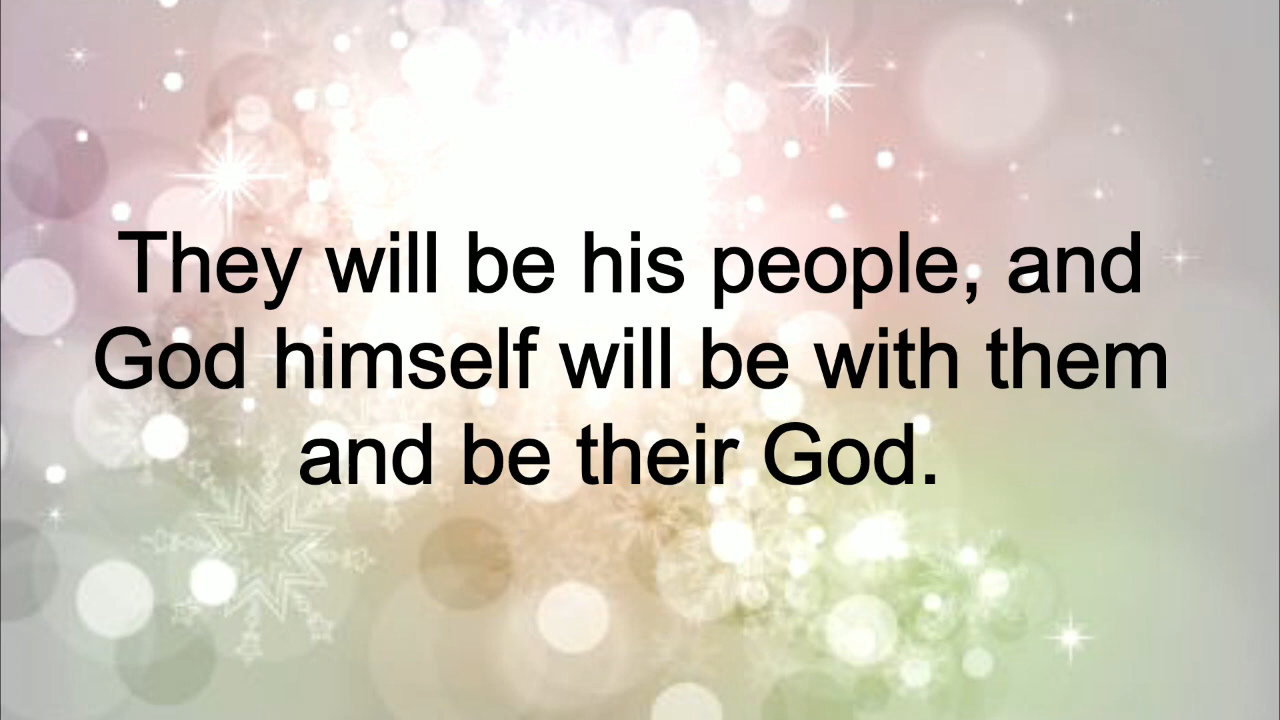 They will be his people, and
God himself will be with them
and be their God.